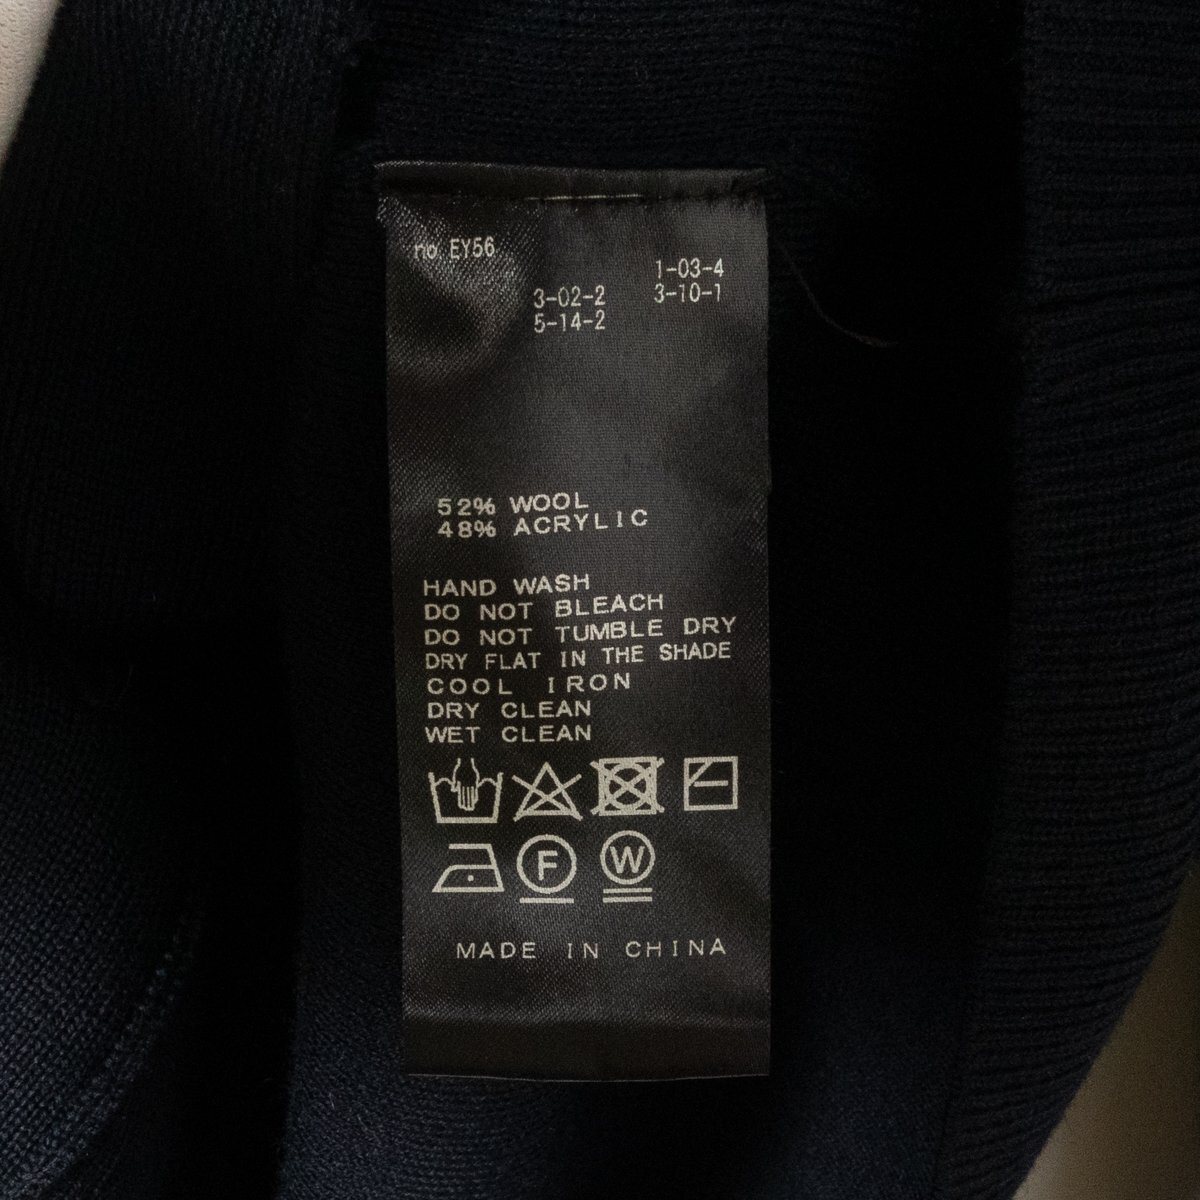 no EY56
1-03-4
3-02-2 3-10-1
5-14-2
52% WOOL
48% ACRYLIC
HAND WASH
DO NOT BLEACH
DO NOT TUMBLE DRY
DRY FLAT IN THE SHADE
COOL IRON
DRY CLEAN
WET CLEAN
F W
MADE IN CHINA